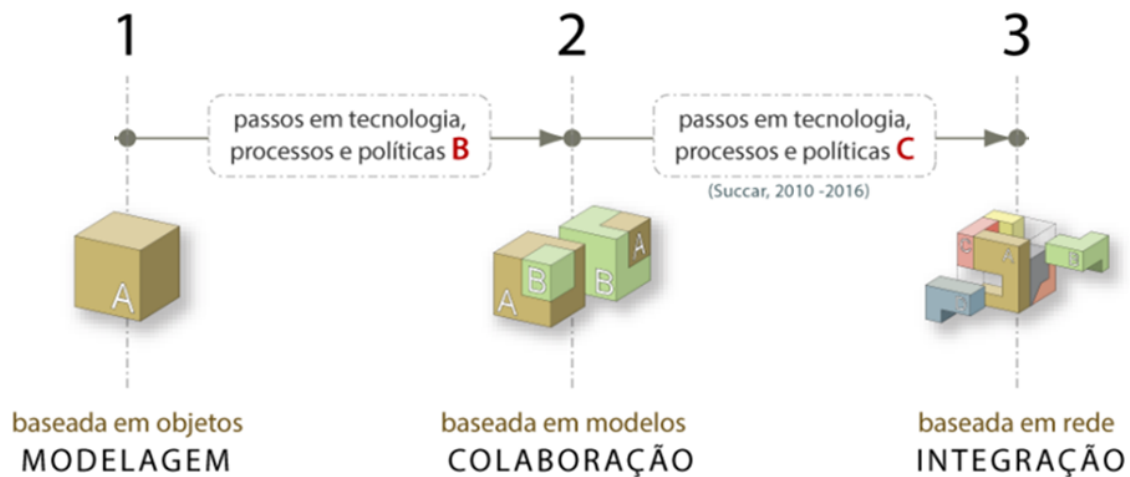 1
2
3
passos em tecnologia,
processos e políticas B
passos em tecnologia,
processos e políticas C
(Succar, 2010 -2016)
A
A
B
B
A
C
A
baseada em objetos
MODELAGEM
baseada em modelos
COLABORAÇÃO
baseada em rede
INTEGRAÇÃO